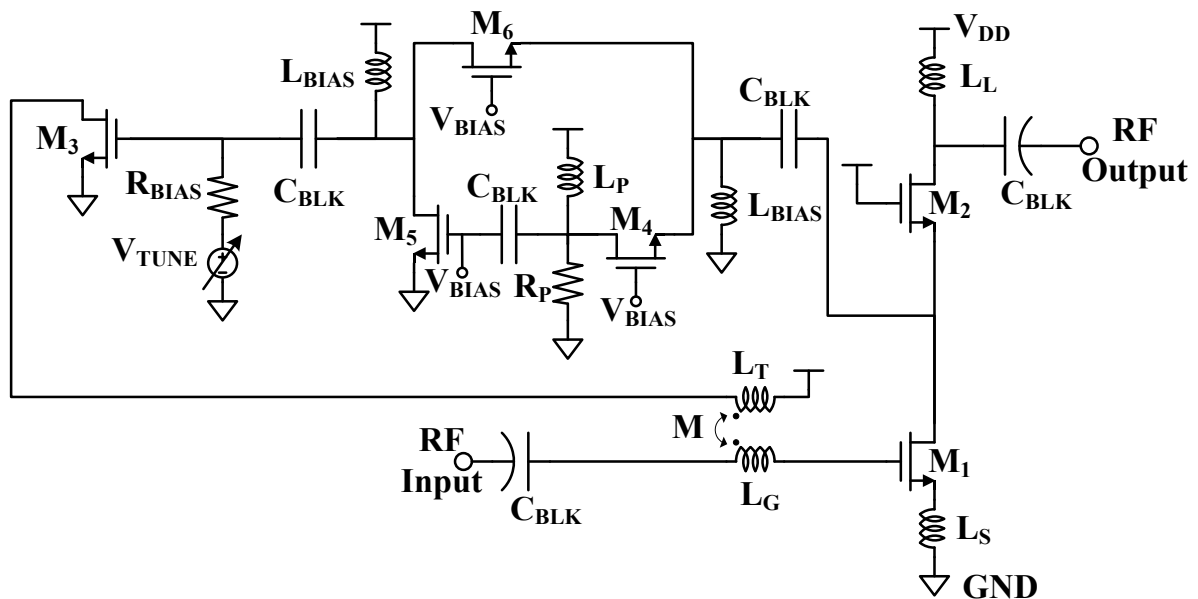 M6
VDD
LBIAS
LL
CBLK
VBIAS
RF
Output
M3
LP
RBIAS
CBLK
CBLK
M4
LBIAS
M2
CBLK
M5
VTUNE
VBIAS
RP
VBIAS
LT
M
RF
Input
M1
LG
CBLK
LS
GND